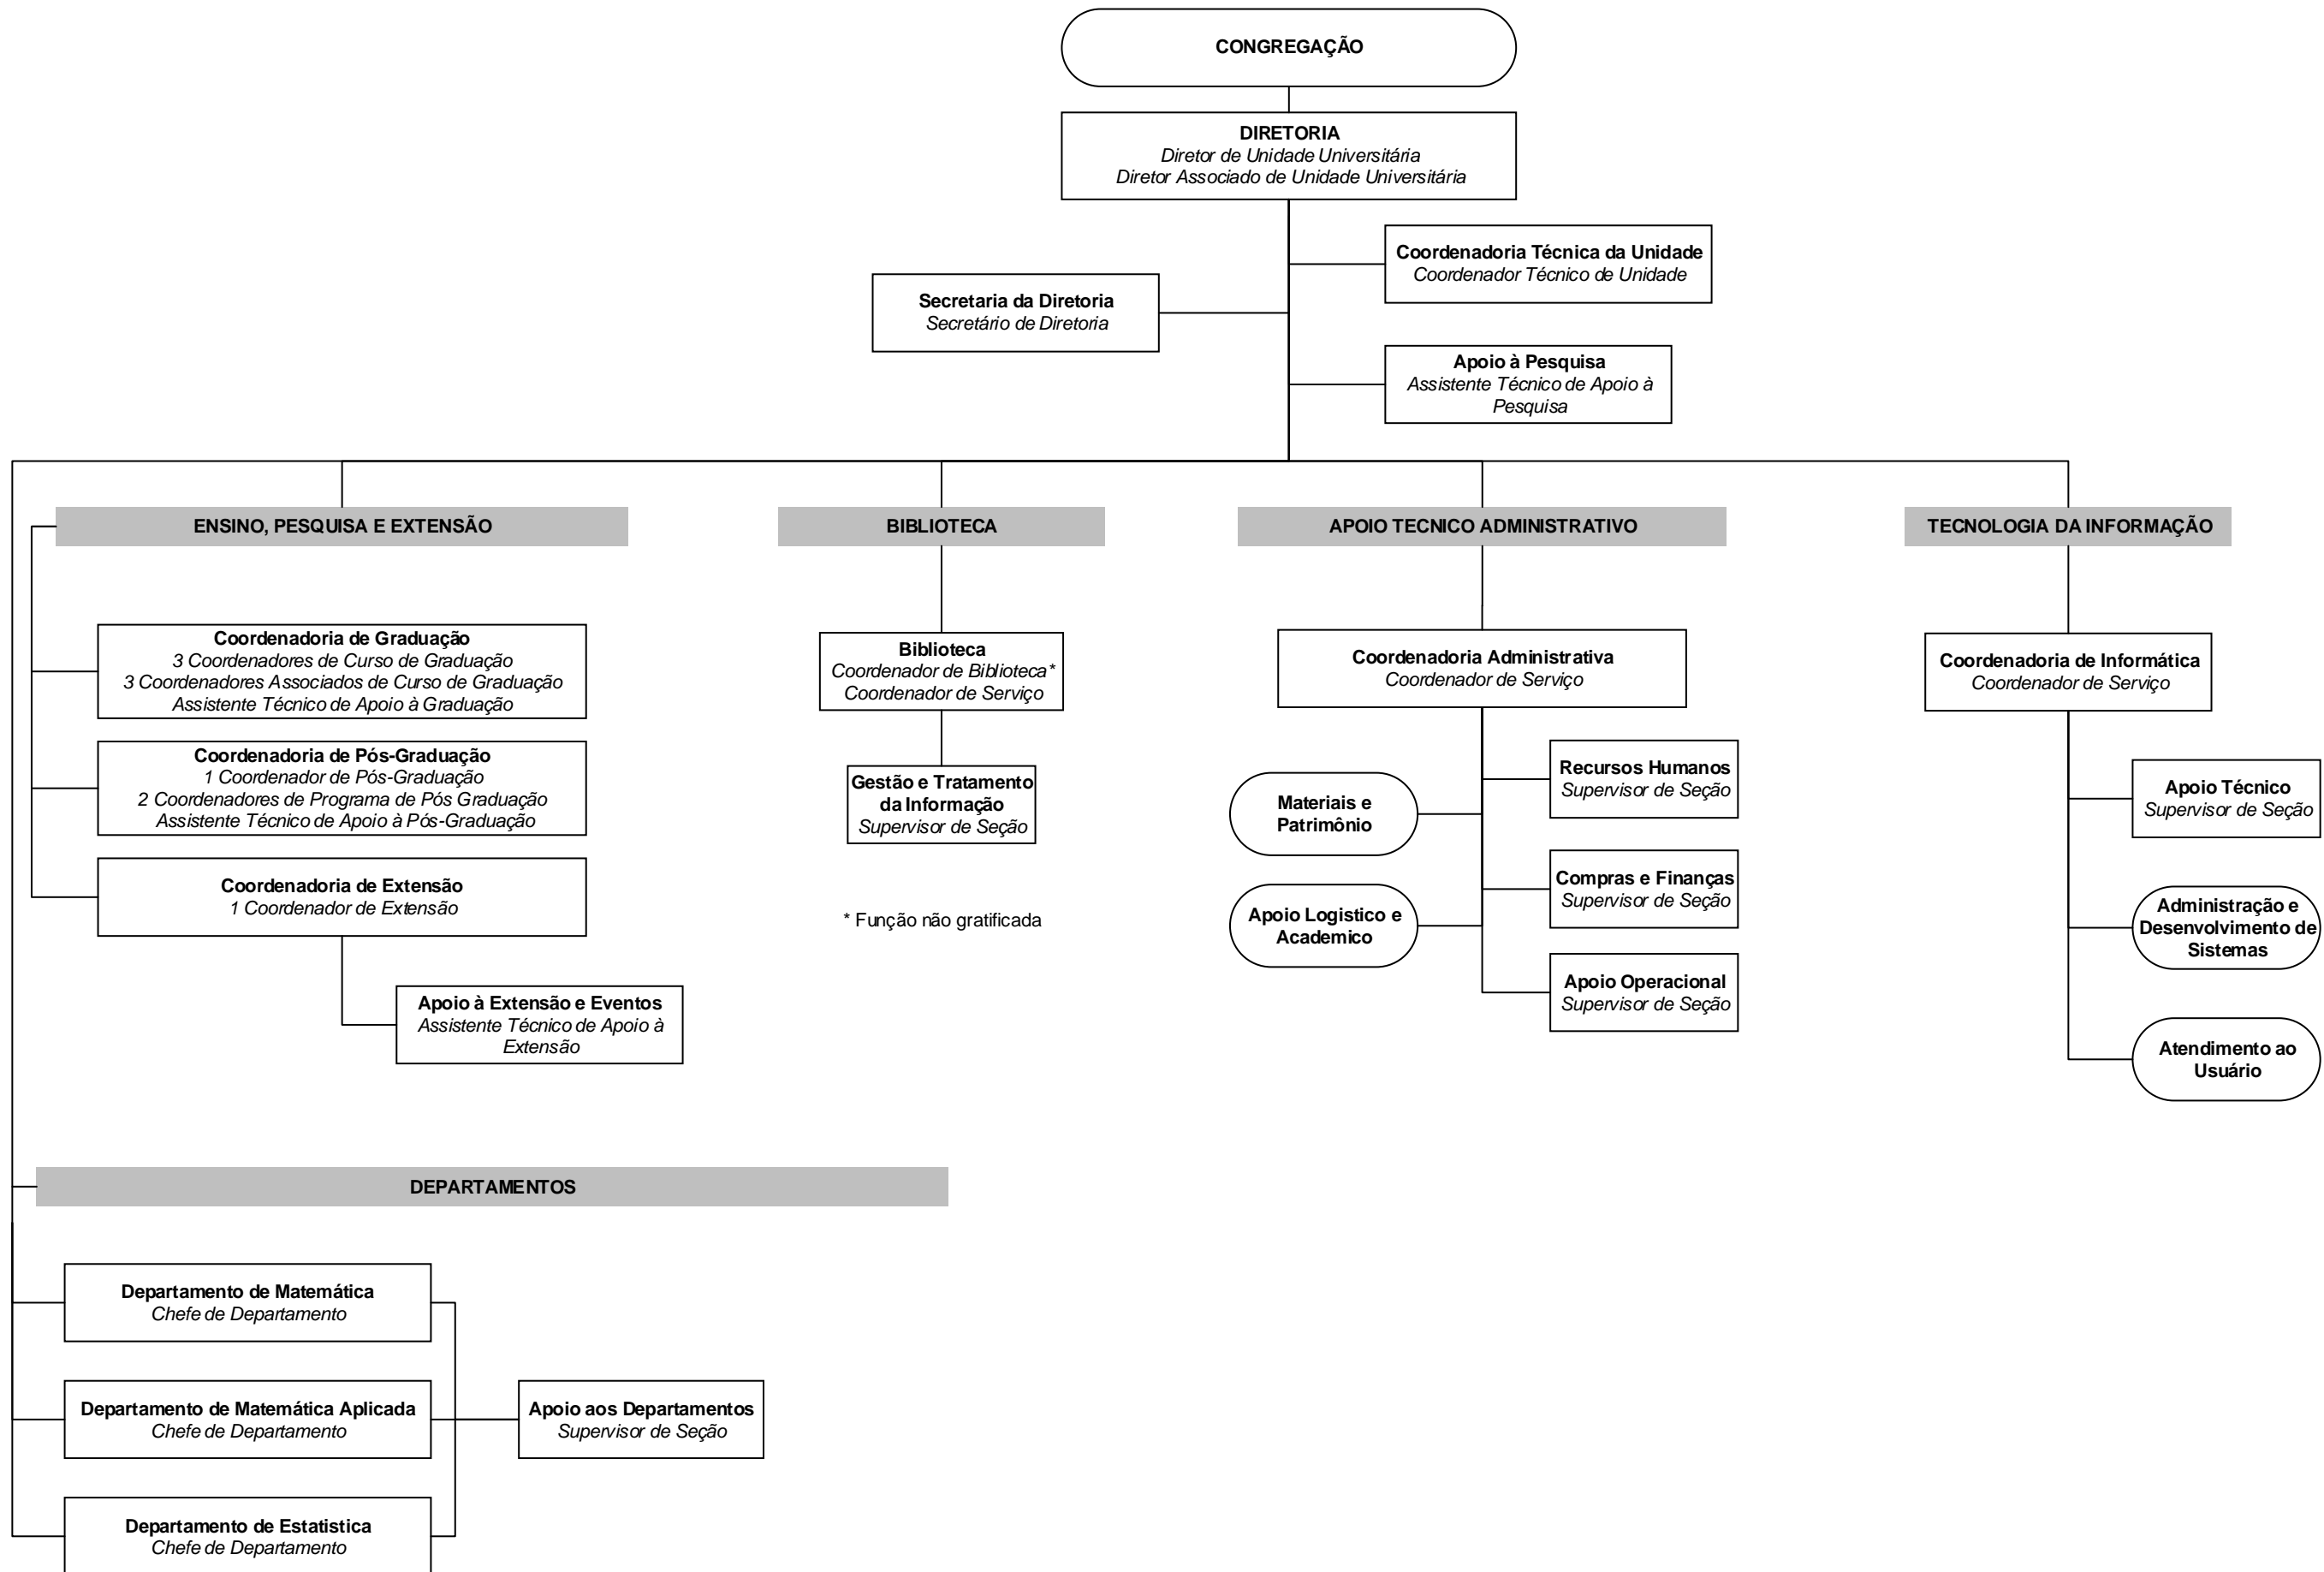 CONGREGAÇÃO
DIRETORIA
Diretor de Unidade Universitária
Diretor Associado de Unidade Universitária
Coordenadoria Técnica da Unidade
Coordenador Técnico de Unidade
Secretaria da Diretoria
Secretário de Diretoria
Apoio à Pesquisa
Assistente Técnico de Apoio à
Pesquisa
ENSINO, PESQUISA E EXTENSÃO
BIBLIOTECA
APOIO TECNICO ADMINISTRATIVO
TECNOLOGIA DA INFORMAÇÃO
Coordenadoria de Graduação
3 Coordenadores de Curso de Graduação
3 Coordenadores Associados de Curso de Graduação
Assistente Técnico de Apoio à Graduação
Coordenadoria de Pós-Graduação
1 Coordenador de Pós-Graduação
2 Coordenadores de Programa de Pós Graduação
Assistente Técnico de Apoio à Pós-Graduação
Coordenadoria de Extensão
1 Coordenador de Extensão
Apoio à Extensão e Eventos
Assistente Técnico de Apoio à
Extensão
Biblioteca
Coordenador de Biblioteca*
Coordenador de Serviço
Gestão e Tratamento
da Informação
Supervisor de Seção
* Função não gratificada
Coordenadoria Administrativa
Coordenador de Serviço
Materiais e
Patrimônio
Apoio Logistico e
Academico
Recursos Humanos
Supervisor de Seção
Compras e Finanças
Supervisor de Seção
Apoio Operacional
Supervisor de Seção
Coordenadoria de Informática
Coordenador de Serviço
Apoio Técnico
Supervisor de Seção
Administração e
Desenvolvimento de
Sistemas
Atendimento ao
Usuário
DEPARTAMENTOS
Departamento de Matemática
Chefe de Departamento
Departamento de Matemática Aplicada
Chefe de Departamento
Departamento de Estatistica
Chefe de Departamento
Apoio aos Departamentos
Supervisor de Seção